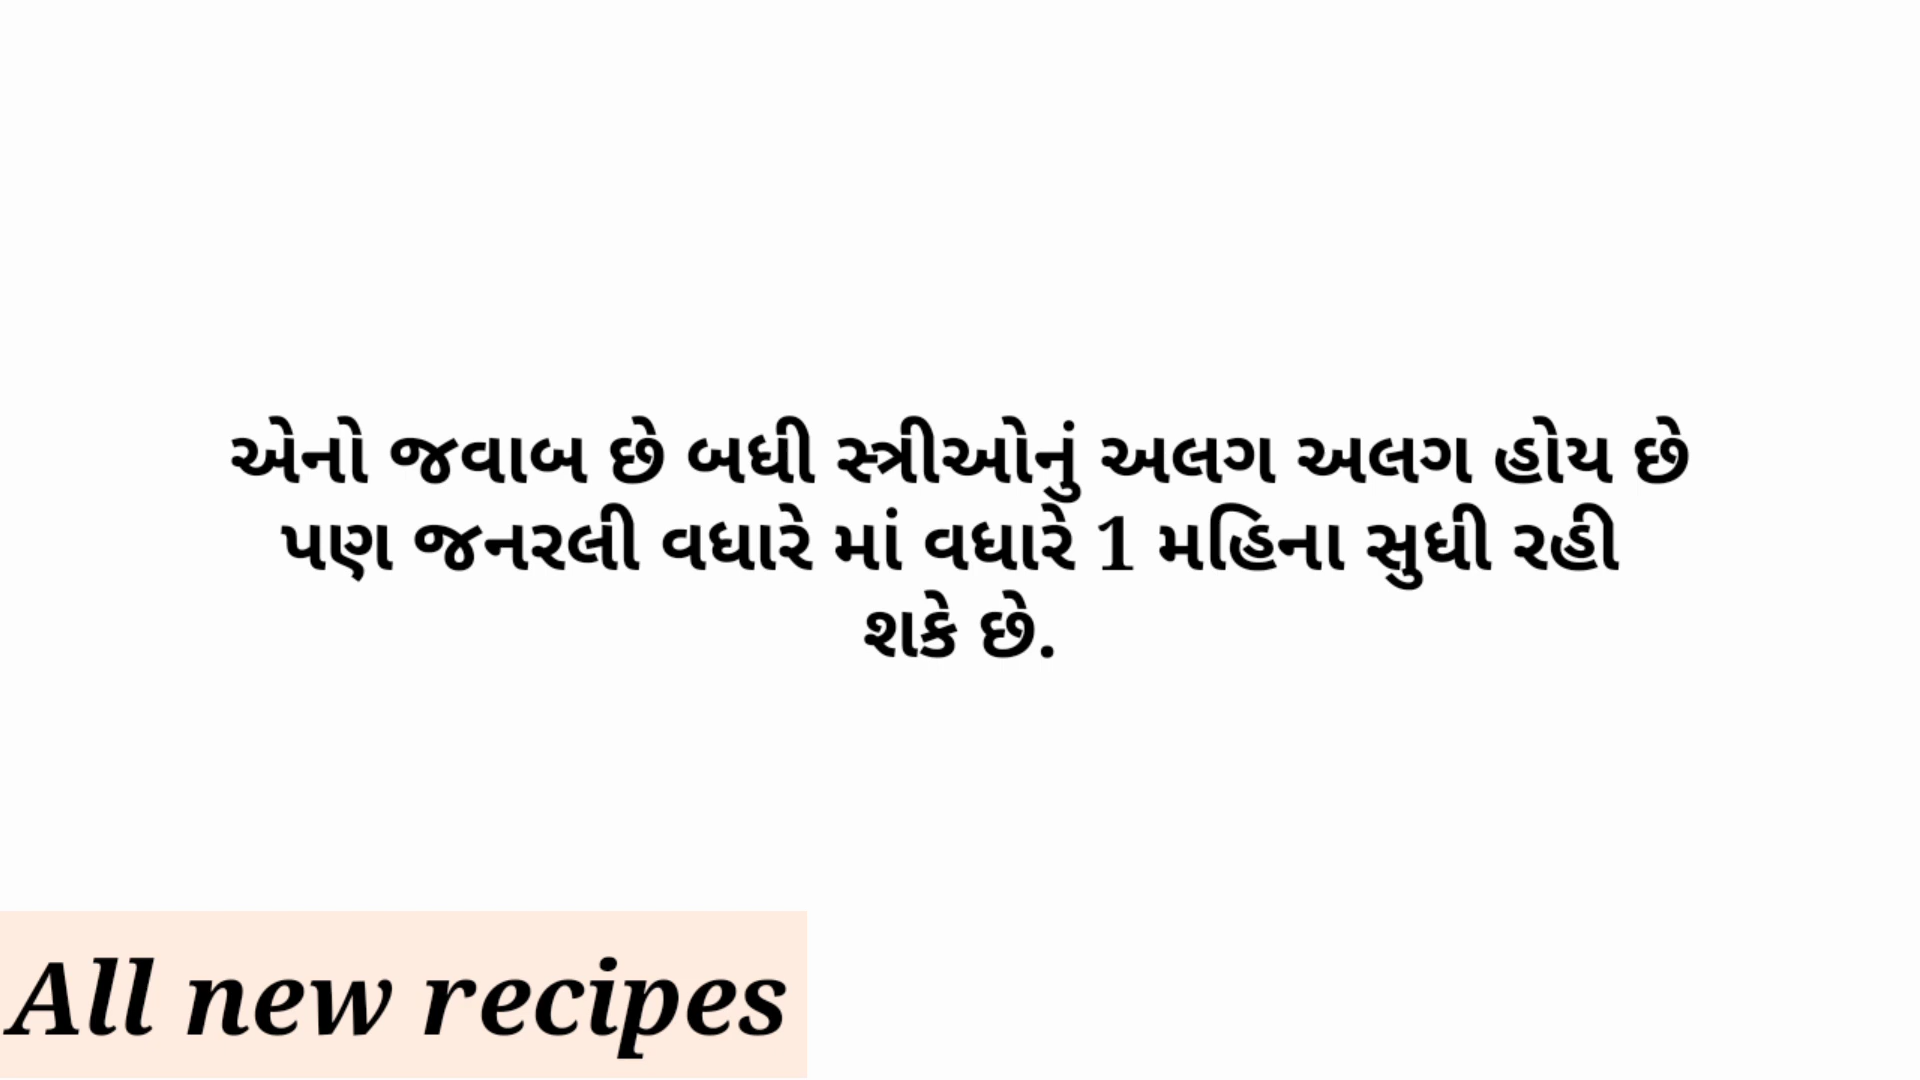 એનો જવાબ છે બધી સ્ત્રીઓનું અલગ અલગ હોય છે
પણ જનરલી વધારે માં વધારે 1 મહિના સુધી રહી
શકે છે.
All new recipes